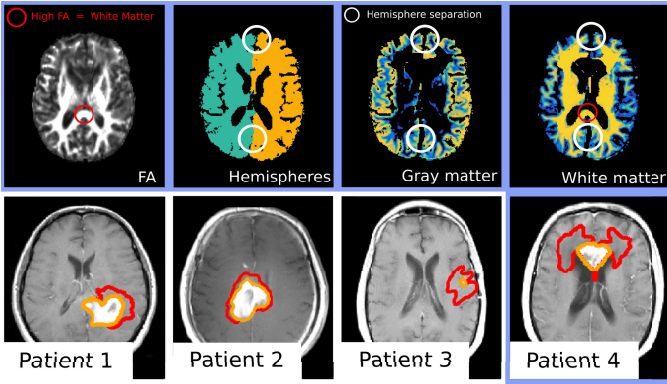 High FA = White Matter
Hemisphere separation
FA
Hemispheres
Gray matter
White matter
Patient 1
Patient 2
Patient 3
Patient 4